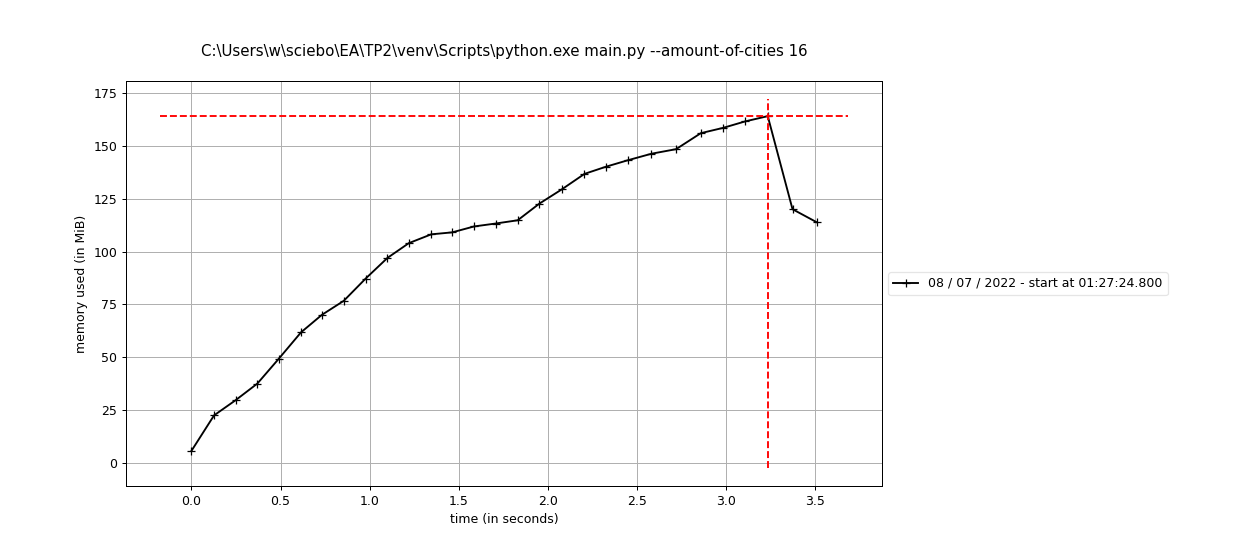 C:\Users\w\sciebo\EA\TP2\venv\Scripts\python.exe main.py --amount-of-cities 16
175
150
125
100
75
50
25
0
memory used (in MiB)
0.0 0.5 1.0 1.5 2.0 2.5 3.0 3.5
time (in seconds)
08 / 07 / 2022 - start at 01:27:24.800